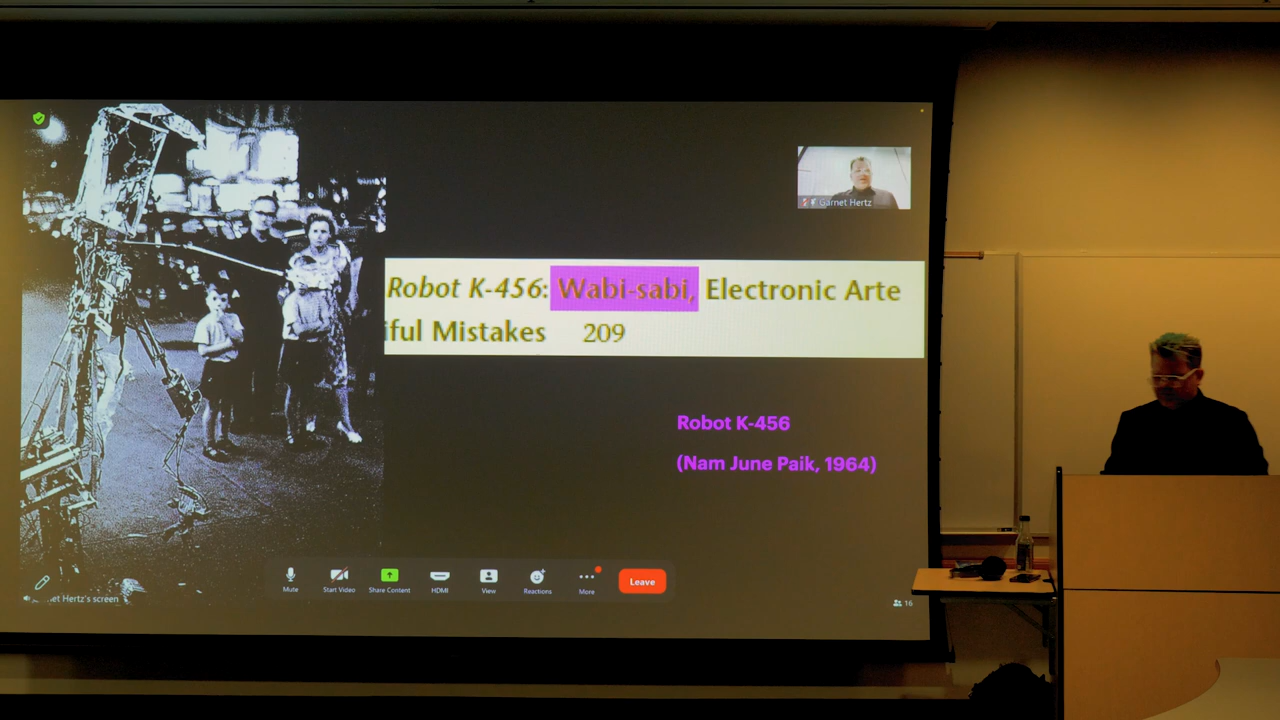 Garnet Hertz
Robot K-456: Wabi-sabi, Electronic Arte
iful Mistakes 209
Robot K-456
(Nam June Paik, 1964)
Mute
Start Video
Share Content
HDMI
View
Reactions
More
Leave
et Hertz's screen
16